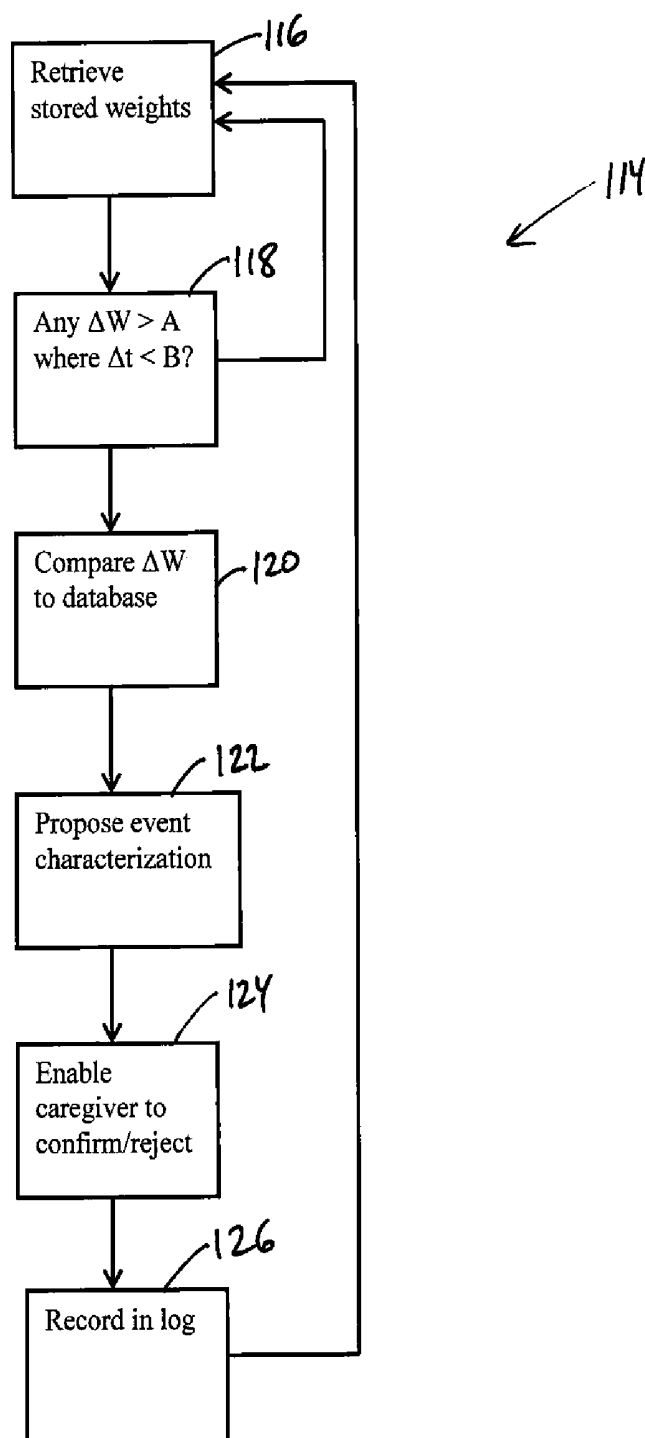 116
Retrieve
stored weights
114
118
Any ΔW > A
where Δt < B?
Compare ΔW
to database
120
122
Propose event
characterization
124
Enable
caregiver to
confirm/reject
126
Record in log